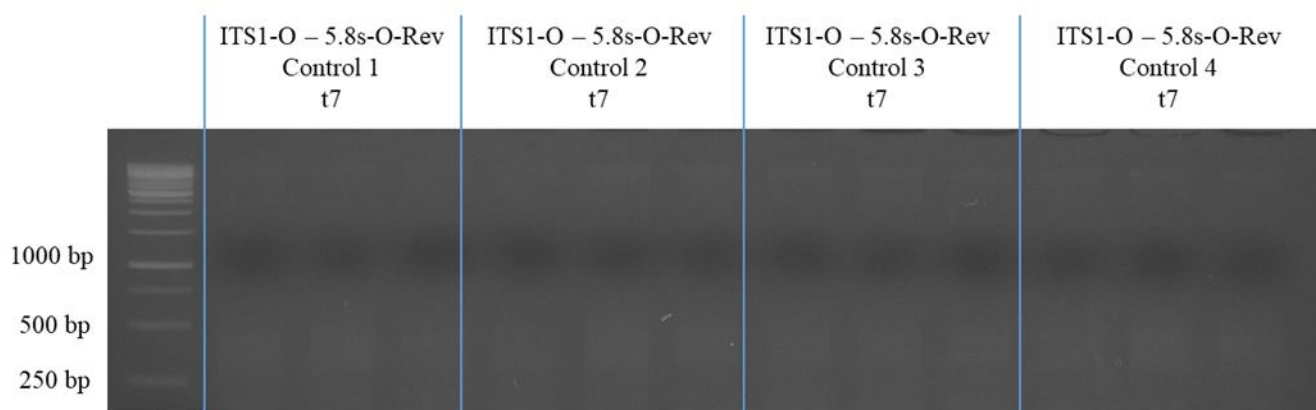 ITS1-O – 5.8s-O-Rev
Control 1
t7
ITS1-O – 5.8s-O-Rev
Control 2
t7
ITS1-O – 5.8s-O-Rev
Control 3
t7
ITS1-O – 5.8s-O-Rev
Control 4
t7
1000 bp
500 bp
250 bp